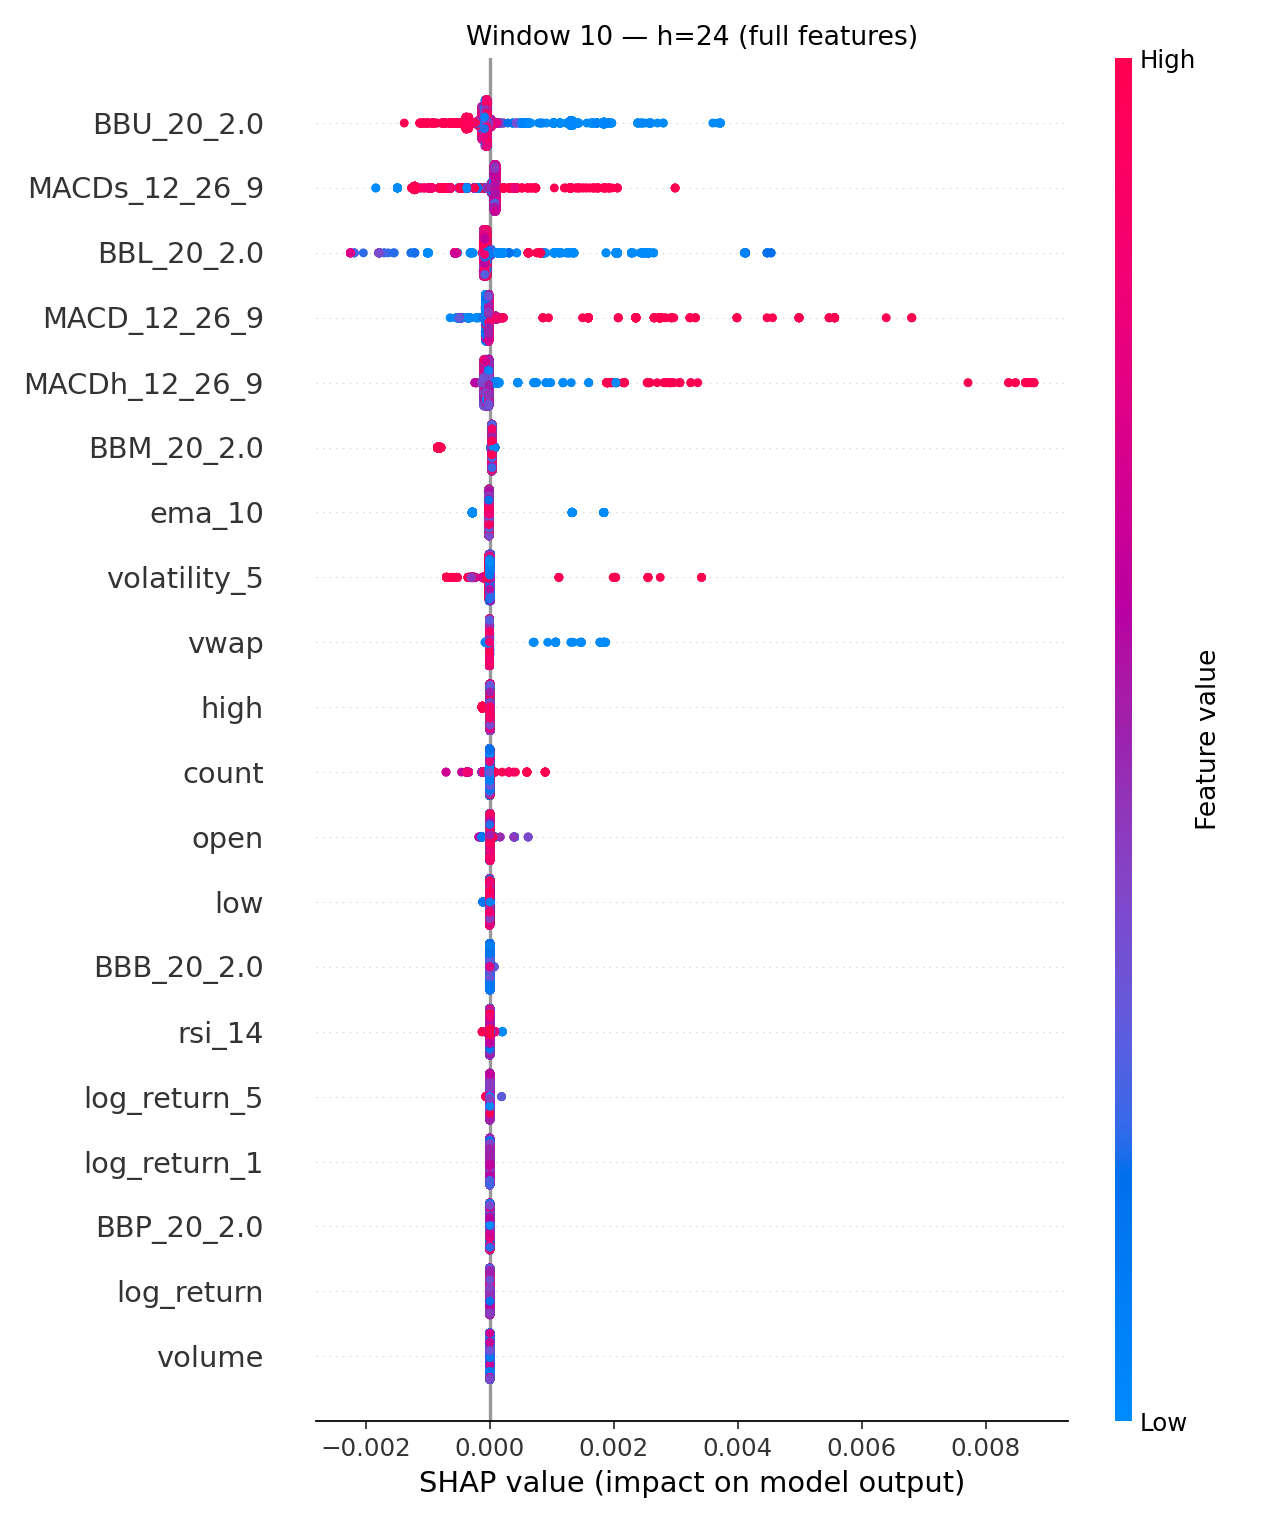 Window 10 — h=24 (full features)
High
BBU_20_2.0
MACDs_12_26_9
BBL_20_2.0
MACD_12_26_9
MACDh_12_26_9
BBM_20_2.0
ema_10
volatility_5
vwap
high
count
open
low
BBB_20_2.0
rsi_14
log_return_5
log_return_1
BBP_20_2.0
log_return
volume
Feature value
Low
−0.002 0.000 0.002 0.004 0.006 0.008
SHAP value (impact on model output)